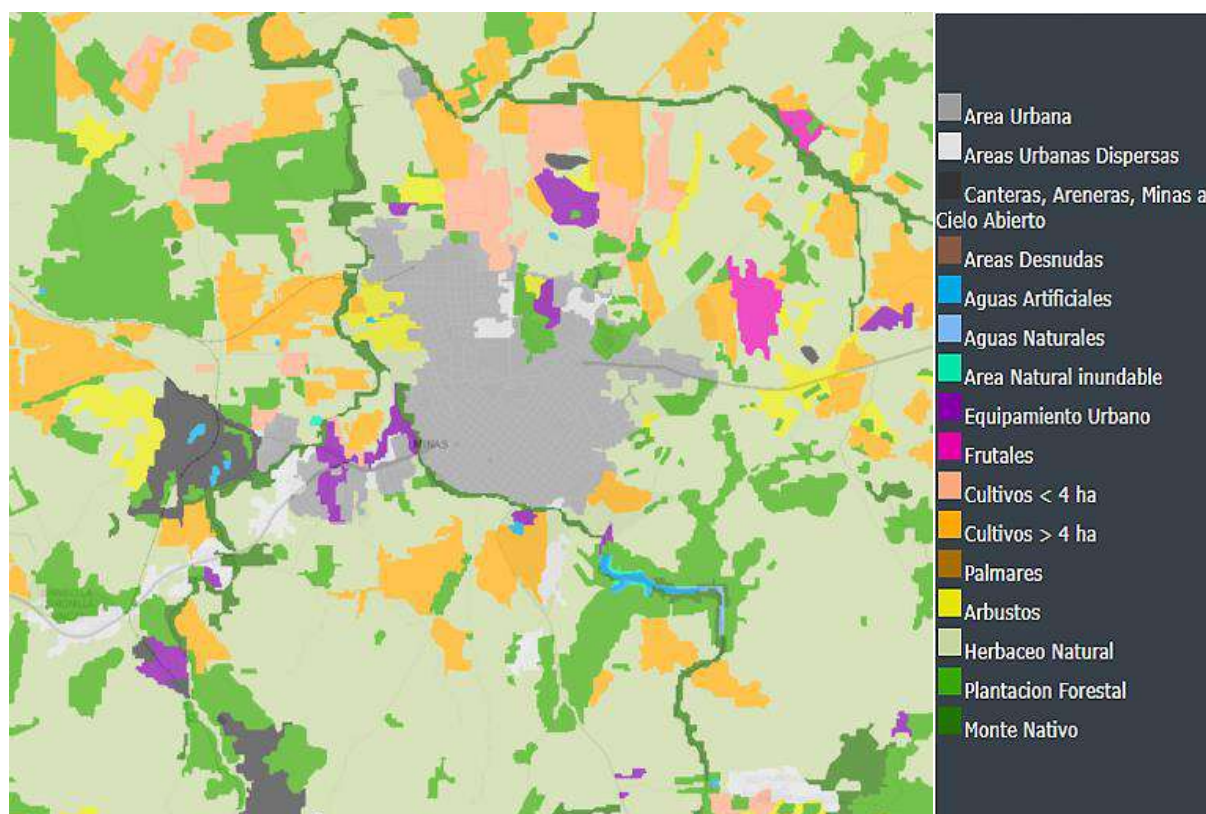 Area Urbana
Areas Urbanas Dispersas
Canteras, Areneras, Minas a
Cielo Abierto
Areas Desnudas
Aguas Artificiales
Aguas Naturales
Area Natural inundable
Equipamiento Urbano
Frutales
Cultivos < 4 ha
Cultivos > 4 ha
Palmares
Arbustos
Herbaceo Natural
Plantacion Forestal
Monte Nativo
MINAS